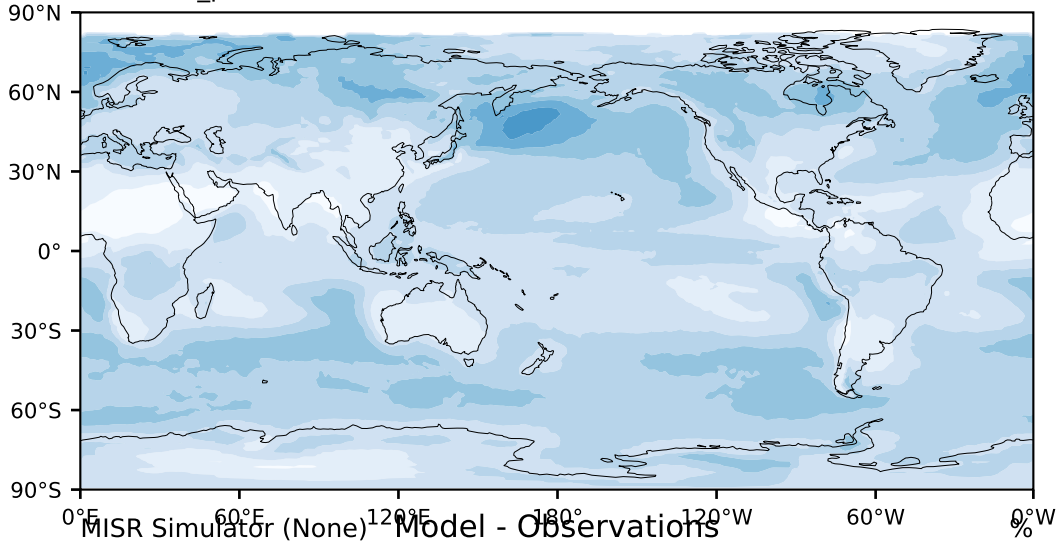 90°N
60°N
30°N
0°
30°S
60°S
90°S
0°E 60°E 120°E 180°W 120°W 60°W 0°W
MISR Simulator (None) Model - Observations %